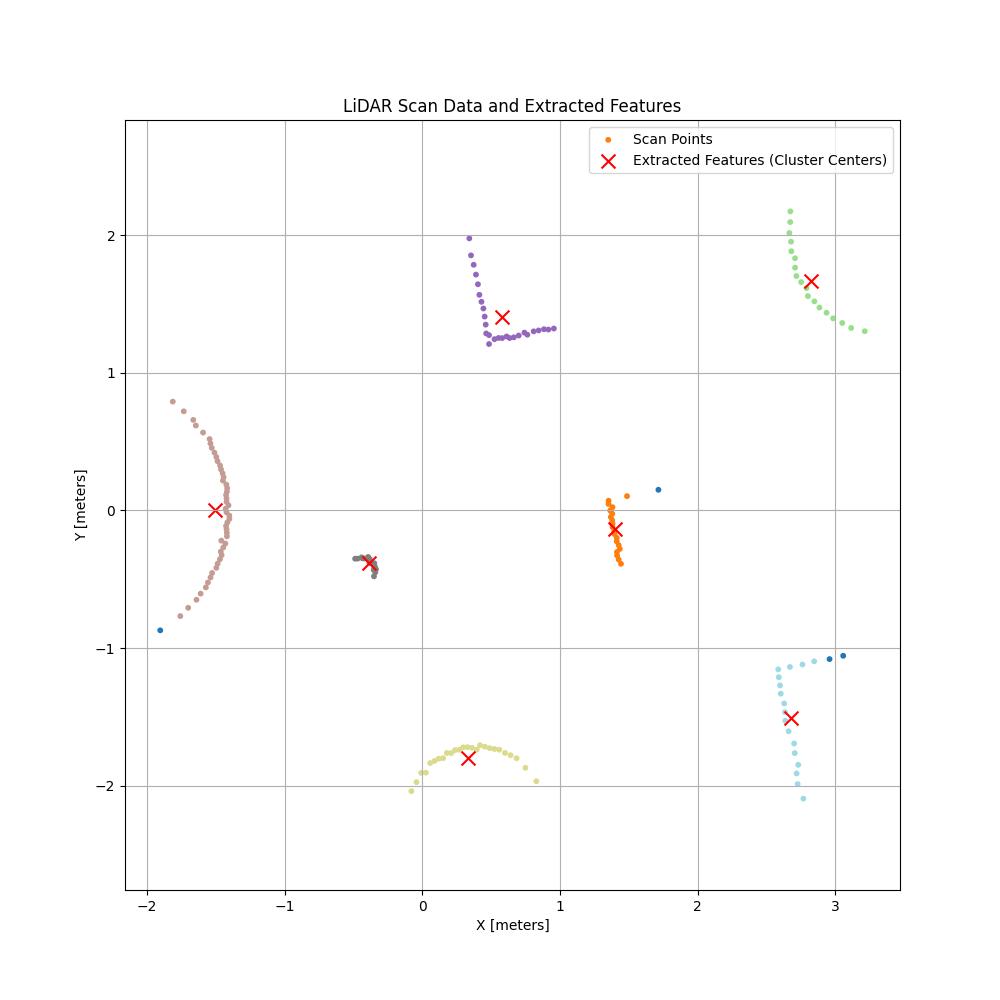 LiDAR Scan Data and Extracted Features
Scan Points
Extracted Features (Cluster Centers)
2
1
0
−1
−2
Y [meters]
−2
−1
0
1
2
3
X [meters]